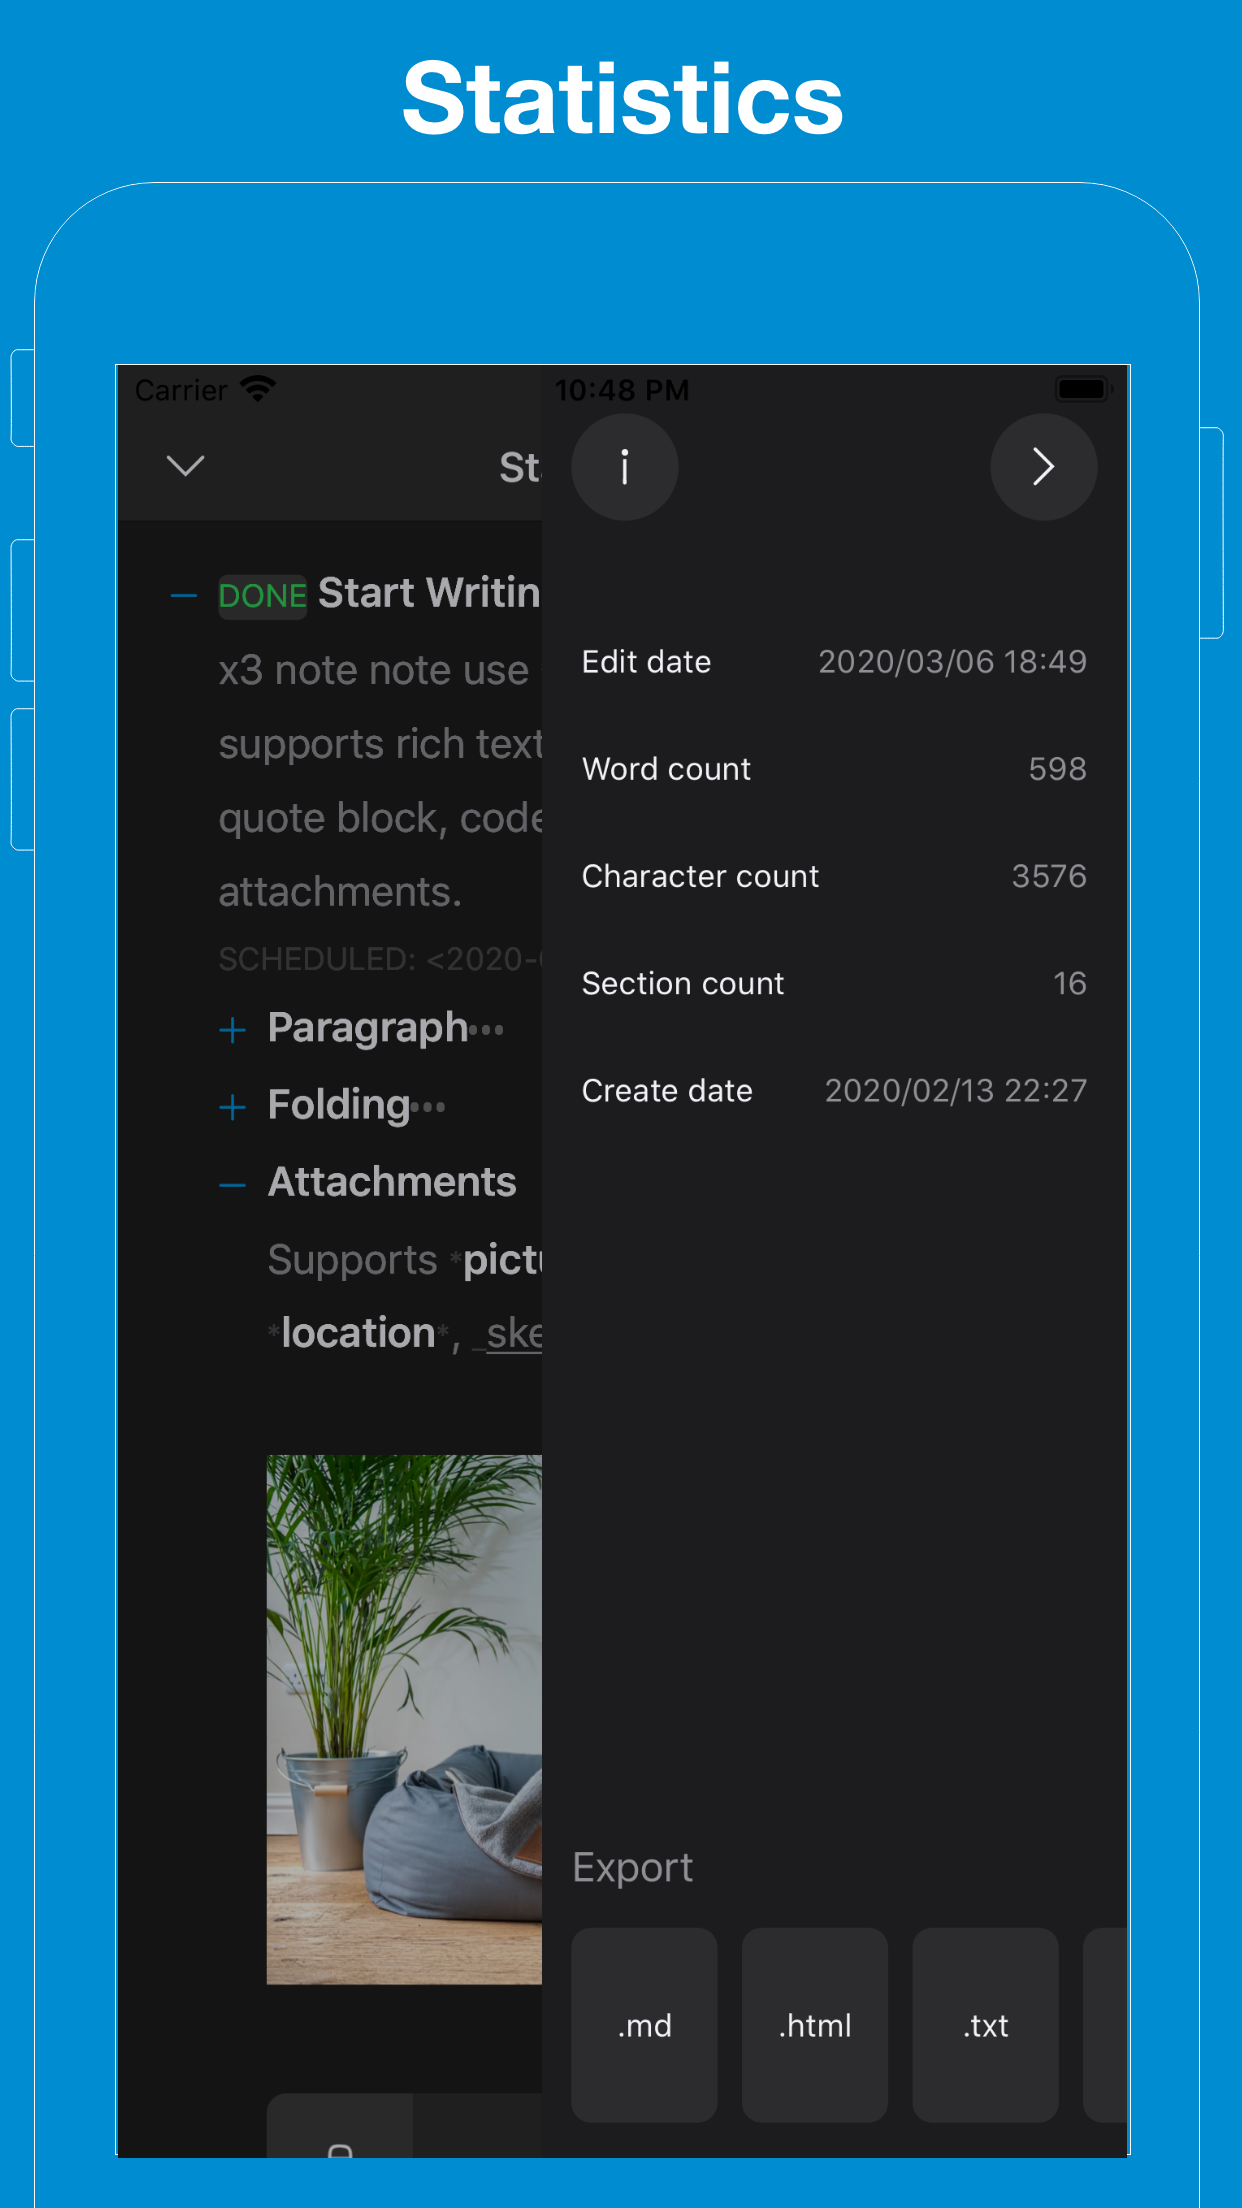 Statistics
Carrier 10:48 PM
DONE Start Writin
x3 note note use
supports rich text
quote block, code
attachments.
SCHEDULED: <2020-
Paragraph•••
Folding•••
Attachments
Supports *pictu
*location*, _ske
Edit date 2020/03/06 18:49
Word count 598
Character count 3576
Section count 16
Create date 2020/02/13 22:27
Export
.md .html .txt